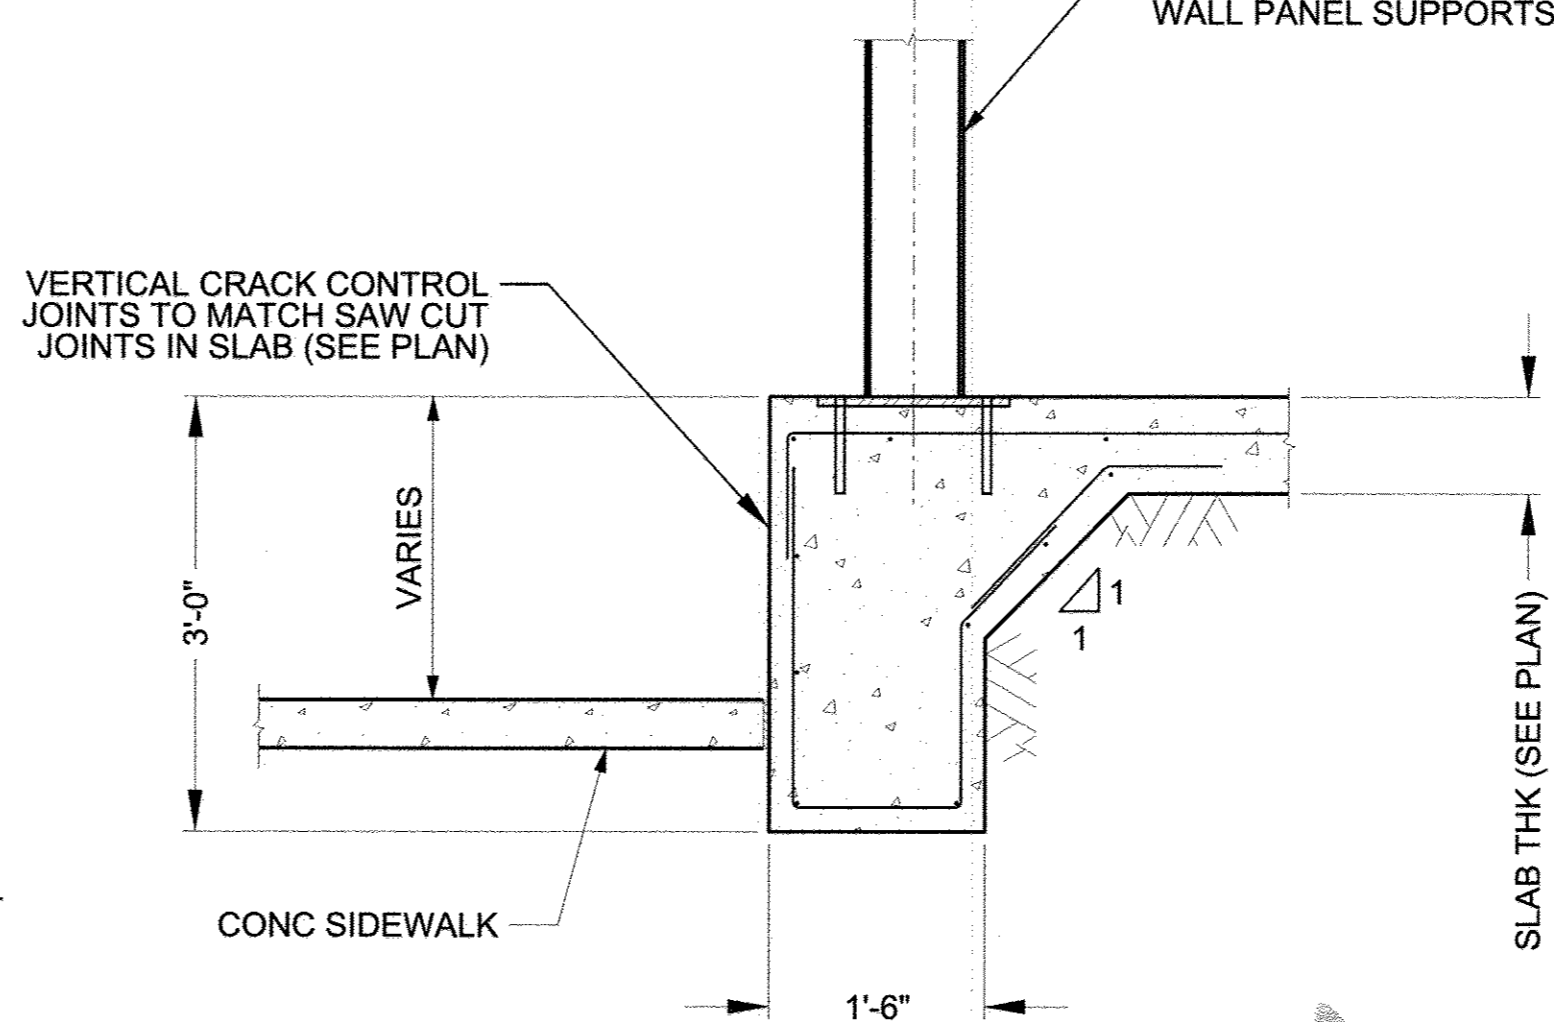 WALL PANEL SUPPORTS
VERTICAL CRACK CONTROL
JOINTS TO MATCH SAW CUT
JOINTS IN SLAB (SEE PLAN)
VARIES
3'-0"
1
1
SLAB THK (SEE PLAN)
CONC SIDEWALK
1'-6"